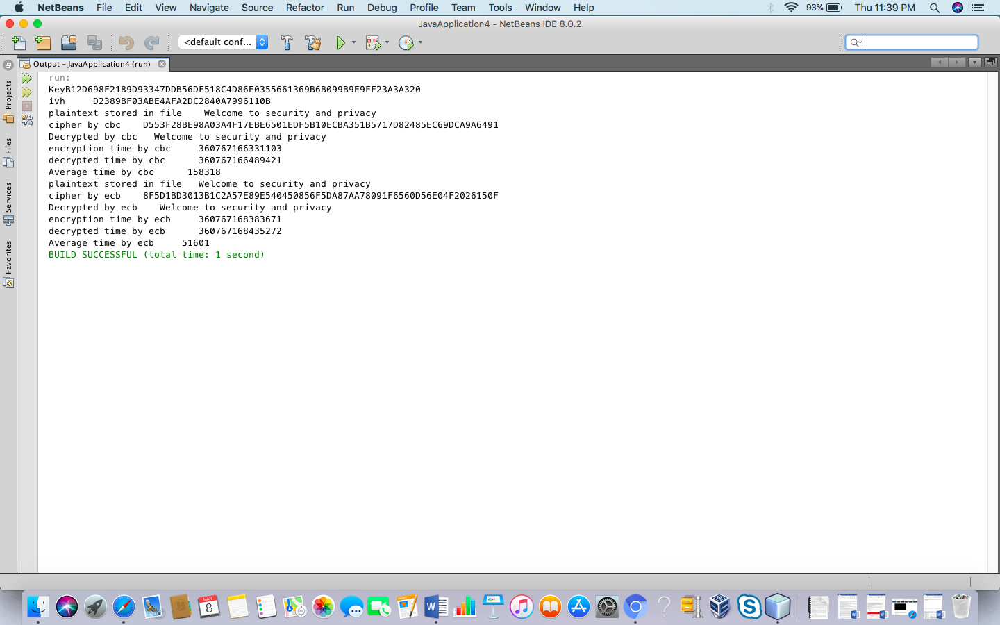 NetBeans File Edit View Navigate Source Refactor Run Debug Profile Team Tools Window Help 93% Thu 11:39 PM
JavaApplication4 - NetBeans IDE 8.0.2
<default conf...
Output - JavaApplication4 (run)
Projects
Files
Services
Favorites
run:
KeyB12D698F2189D93347DDB56DF518C4D86E0355661369B6B099B9E9FF23A3A320
ivh     D2389BF03ABE4AFA2DC2840A7996110B
plaintext stored in file    Welcome to security and privacy
cipher by cbc    D553F28BE98A03A4F17EBE6501EDF5B10ECBA351B5717D82485EC69DCA9A6491
Decrypted by cbc   Welcome to security and privacy
encryption time by cbc     360767166331103
decrypted time by cbc      360767166489421
Average time by cbc      158318
plaintext stored in file   Welcome to security and privacy
cipher by ecb    8F5D1BD3013B1C2A57E89E540450856F5DA87AA78091F6560D56E04F2026150F
Decrypted by ecb    Welcome to security and privacy
encryption time by ecb     360767168383671
decrypted time by ecb      360767168435272
Average time by ecb     51601
BUILD SUCCESSFUL (total time: 1 second)
MAR
8